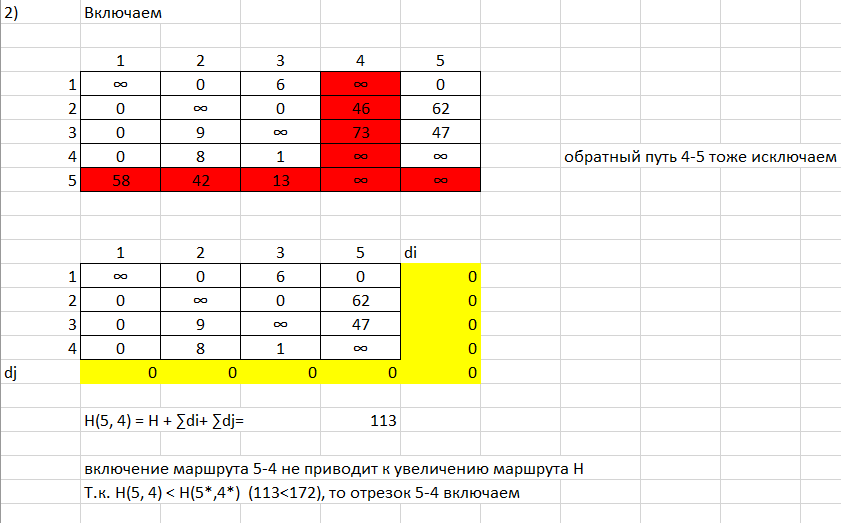 2) Включаем
1 2 3 4 5
1 ∞ 0 6 ∞ 0
2 0 ∞ 0 46 62
3 0 9 ∞ 73 47
4 0 8 1 ∞ ∞ обратный путь 4-5 тоже исключаем
5 58 42 13 ∞ ∞
1 2 3 5 di
1 ∞ 0 6 0 0
2 0 ∞ 0 62 0
3 0 9 ∞ 47 0
4 0 8 1 ∞ 0
dj 0 0 0 0 0
H(5, 4) = H + ∑di+ ∑dj= 113
включение маршрута 5-4 не приводит к увеличению маршрута H
Т.к. H(5, 4) < H(5*,4*) (113<172), то отрезок 5-4 включаем